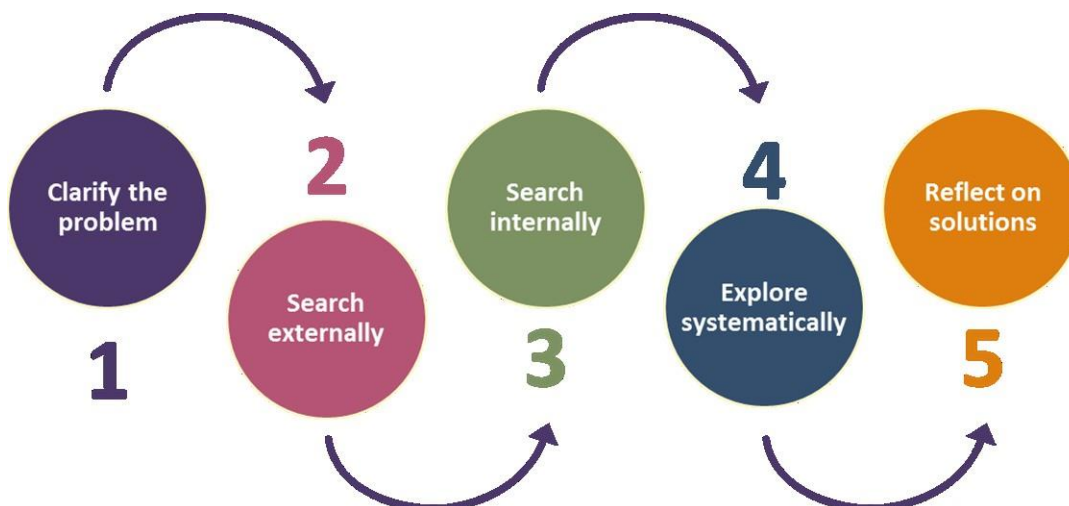 Clarify the
problem
1
2
Search
externally
Search
internally
3
4
Explore
systematically
Reflect on
solutions
5